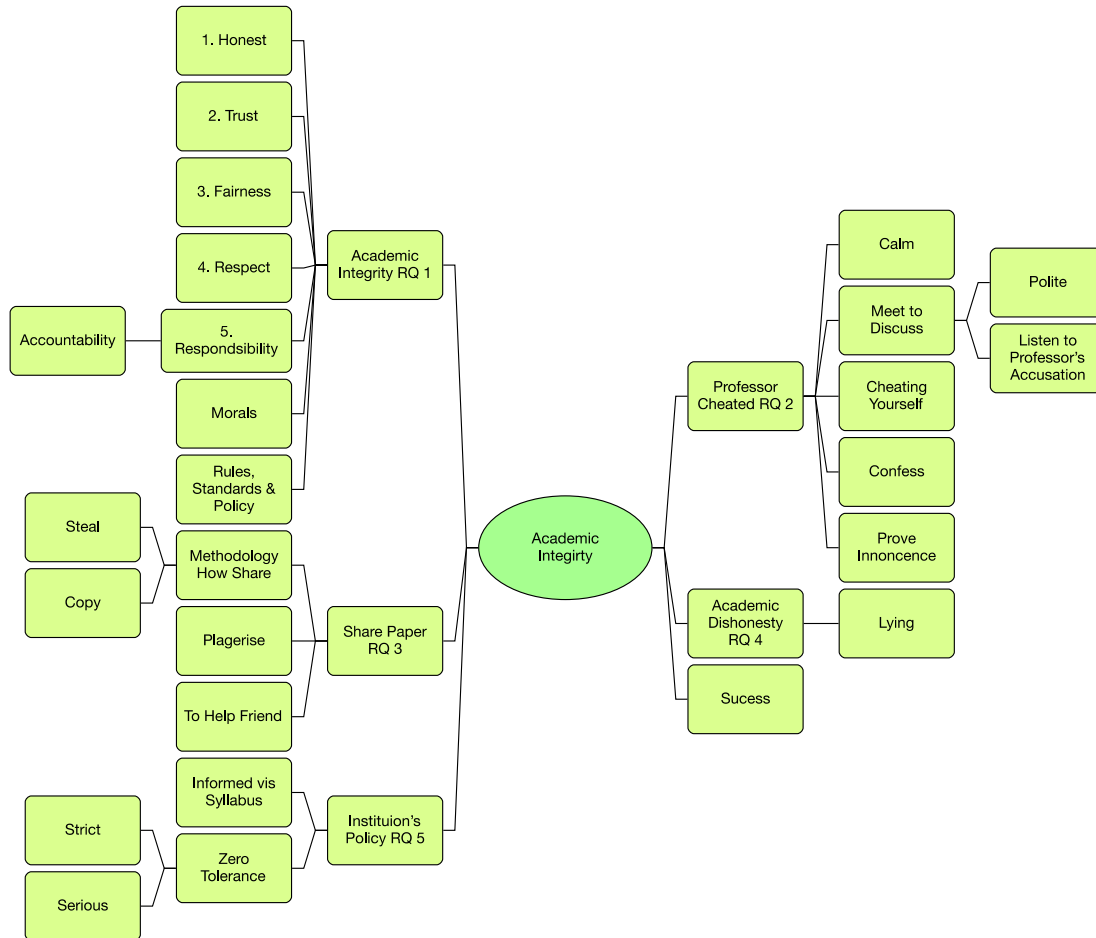 1. Honest
2. Trust
3. Fairness
4. Respect
5.
Respondsibility
Accountability
Morals
Rules,
Standards &
Policy
Academic
Integrity RQ 1
Steal
Copy
Methodology
How Share
Plagerise
To Help Friend
Share Paper
RQ 3
Informed vis
Syllabus
Strict
Serious
Zero
Tolerance
Instituion's
Policy RQ 5
Academic
Integirty
Professor
Cheated RQ 2
Calm
Meet to
Discuss
Polite
Listen to
Professor's
Accusation
Cheating
Yourself
Confess
Prove
Innoncence
Academic
Dishonesty
RQ 4
Lying
Sucess